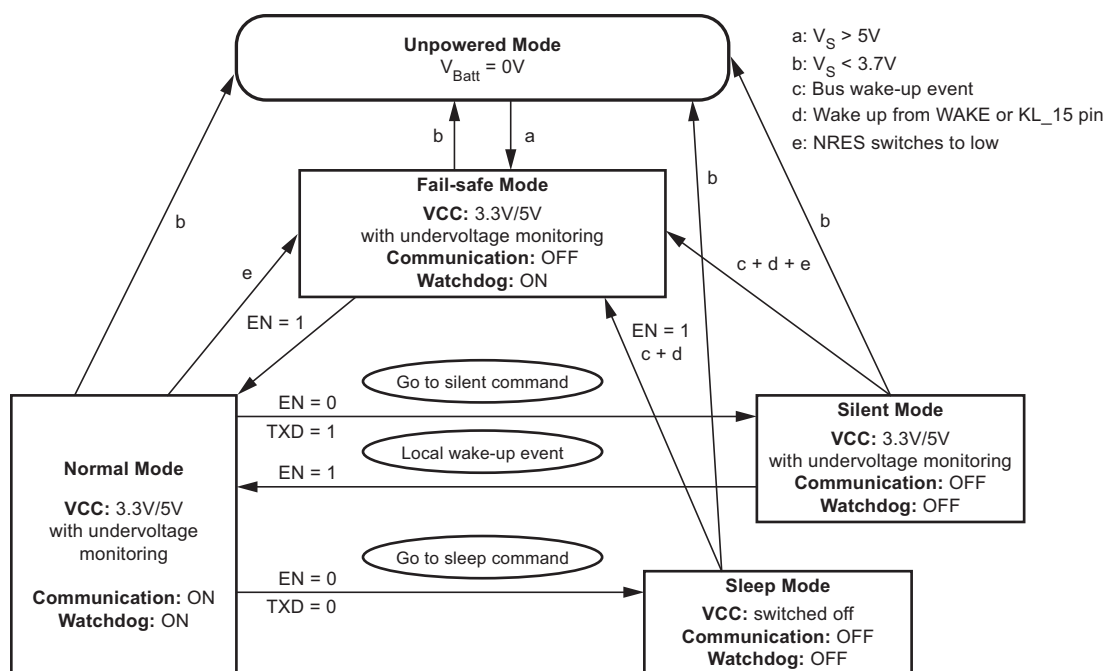 Unpowered Mode
V_Batt = 0V
a: V_S > 5V
b: V_S < 3.7V
c: Bus wake-up event
d: Wake up from WAKE or KL_15 pin
e: NRES switches to low
b
a
b
b
b
Fail-safe Mode
VCC: 3.3V/5V
with undervoltage monitoring
Communication: OFF
Watchdog: ON
e
c + d + e
EN = 1
EN = 1
c + d
Go to silent command
EN = 0
TXD = 1
Local wake-up event
EN = 1
Silent Mode
VCC: 3.3V/5V
with undervoltage monitoring
Communication: OFF
Watchdog: OFF
Normal Mode
VCC: 3.3V/5V
with undervoltage
monitoring
Communication: ON
Watchdog: ON
Go to sleep command
EN = 0
TXD = 0
Sleep Mode
VCC: switched off
Communication: OFF
Watchdog: OFF